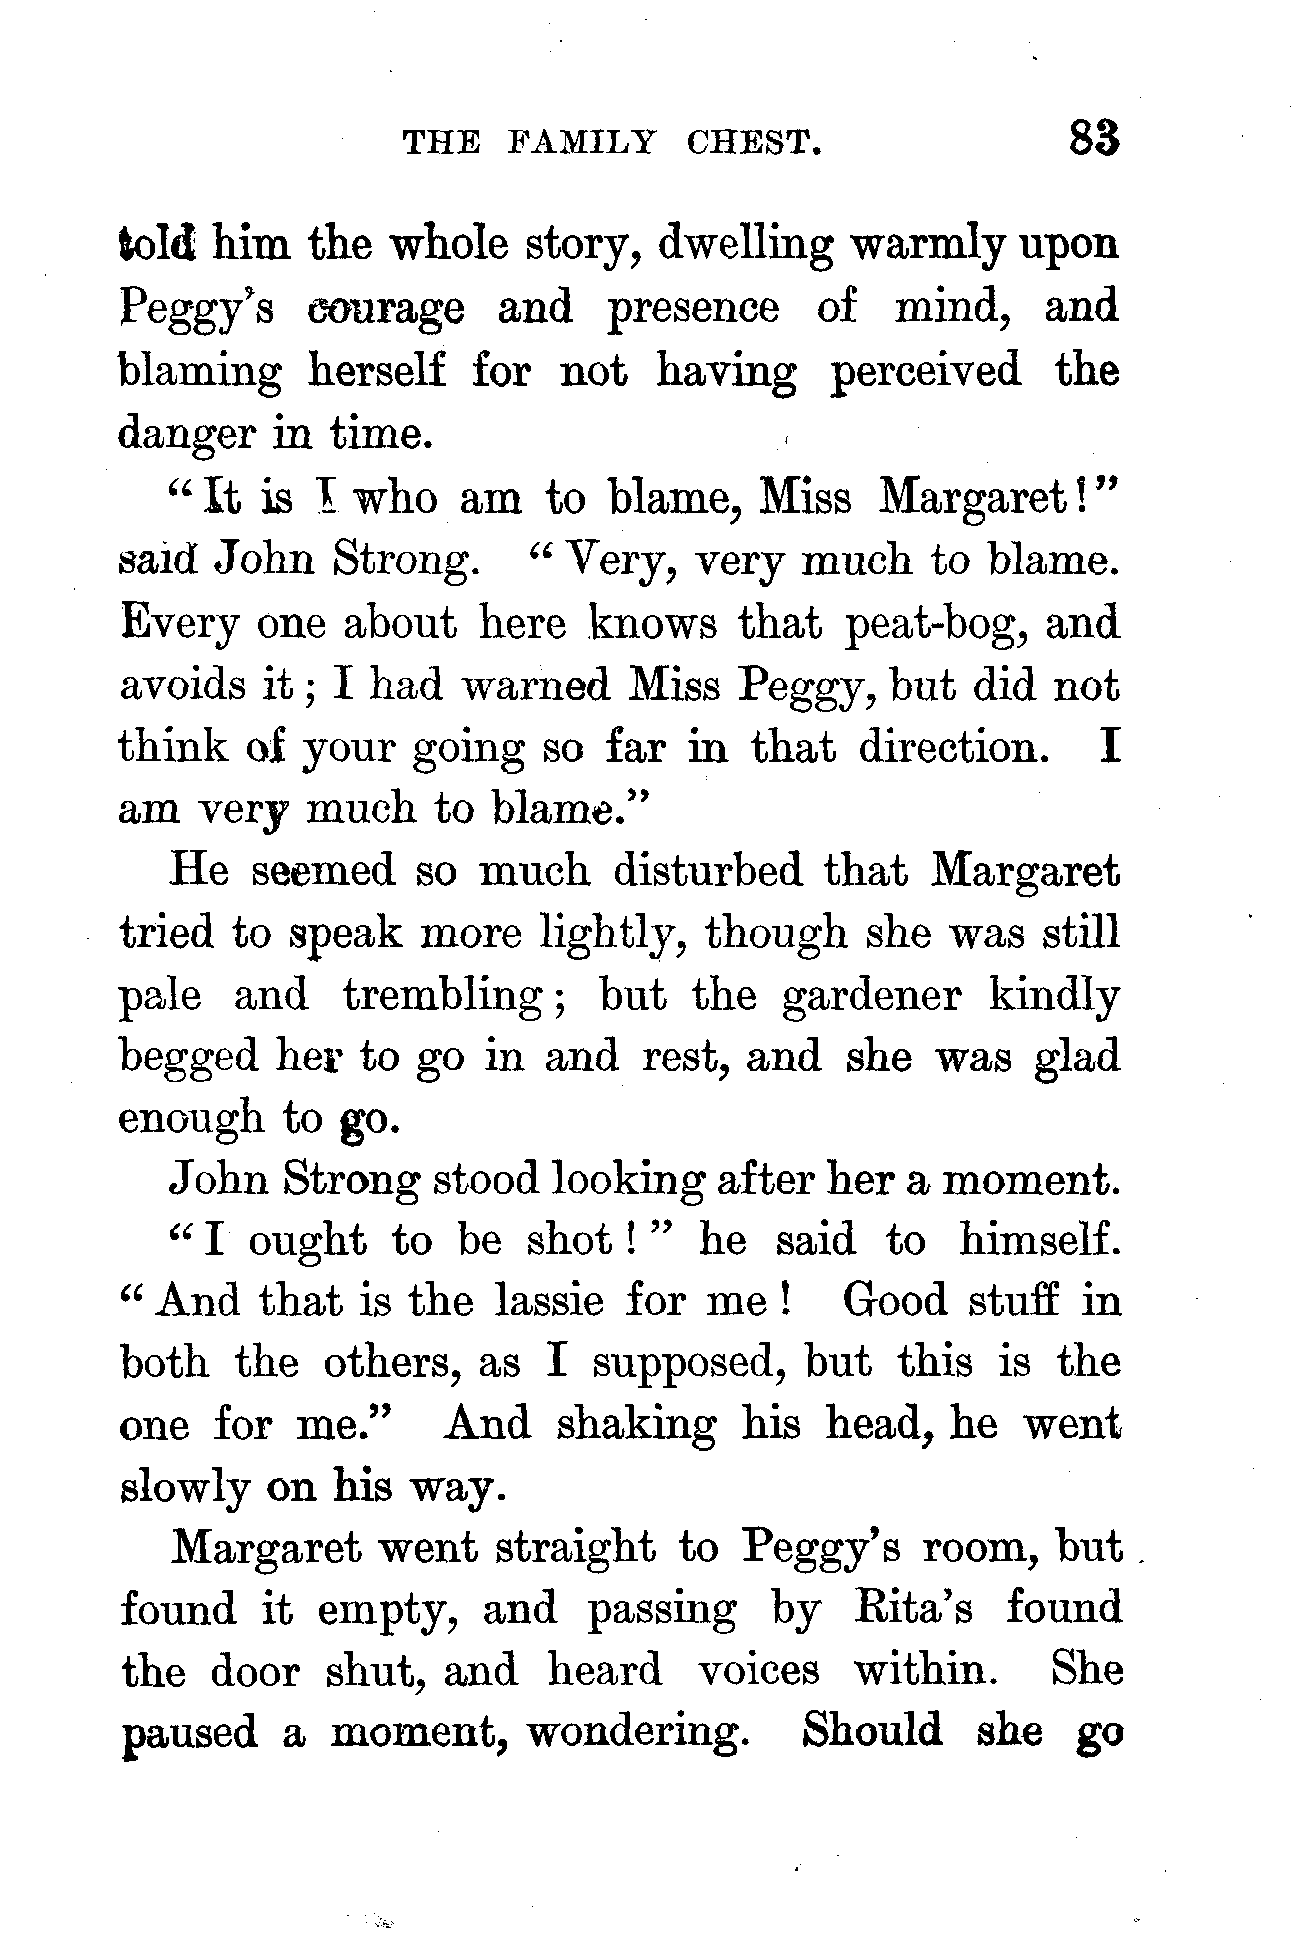 THE FAMILY CHEST. 83
told him the whole story, dwelling warmly upon
Peggy's courage and presence of mind, and
blaming herself for not having perceived the
danger in time.
"It is I who am to blame, Miss Margaret!"
said John Strong. "Very, very much to blame.
Every one about here knows that peat-bog, and
avoids it; I had warned Miss Peggy, but did not
think of your going so far in that direction. I
am very much to blame."
He seemed so much disturbed that Margaret
tried to speak more lightly, though she was still
pale and trembling; but the gardener kindly
begged her to go in and rest, and she was glad
enough to go.
John Strong stood looking after her a moment.
"I ought to be shot!" he said to himself.
"And that is the lassie for me! Good stuff in
both the others, as I supposed, but this is the
one for me." And shaking his head, he went
slowly on his way.
Margaret went straight to Peggy's room, but
found it empty, and passing by Rita's found
the door shut, and heard voices within. She
paused a moment, wondering. Should she go